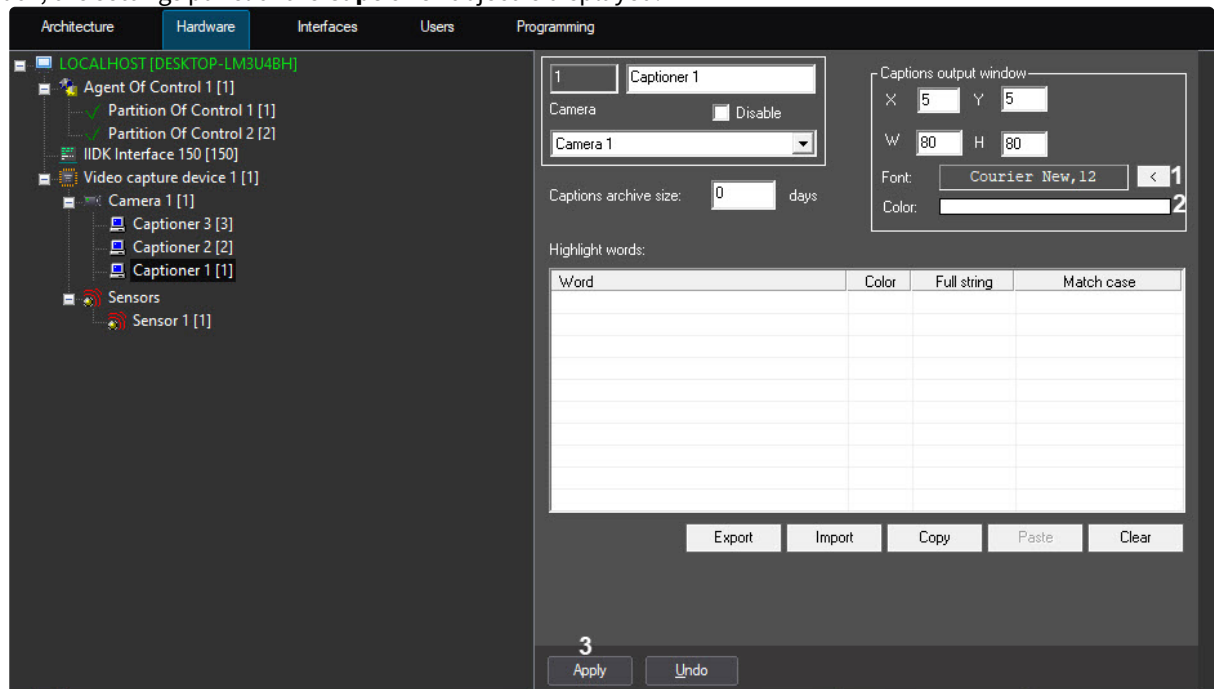 Architecture Hardware Interfaces Users Programming
LOCALHOST [DESKTOP-LM3U4BH]
Agent Of Control 1 [1]
Partition Of Control 1 [1]
Partition Of Control 2 [2]
IIDK Interface 150 [150]
Video capture device 1 [1]
Camera 1 [1]
Captioner 3 [3]
Captioner 2 [2]
Captioner 1 [1]
Sensors
Sensor 1 [1]
1 Captioner 1
Camera Disable
Camera 1
Captions archive size: 0 days
Captions output window
X 5 Y 5
W 80 H 80
Font: Courier New,12 < 1
Color: 2
Highlight words:
Word Color Full string Match case
Export Import Copy Paste Clear
3
Apply Undo